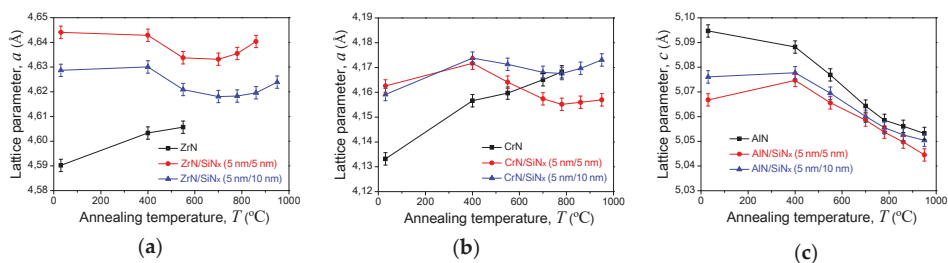 4,65
4,64
4,63
4,62
4,61
4,60
4,59
4,58
Lattice parameter, a (Å)
0 200 400 600 800 1000
Annealing temperature, T (ºC)
ZrN
ZrN/SiNx (5 nm/5 nm)
ZrN/SiNx (5 nm/10 nm)
(a)
4,20
4,19
4,18
4,17
4,16
4,15
4,14
4,13
4,12
Lattice parameter, a (Å)
0 200 400 600 800 1000
Annealing temperature, T (ºC)
CrN
CrN/SiNx (5 nm/5 nm)
CrN/SiNx (5 nm/10 nm)
(b)
5,10
5,09
5,08
5,07
5,06
5,05
5,04
5,03
Lattice parameter, c (Å)
0 200 400 600 800 1000
Annealing temperature, T (ºC)
AlN
AlN/SiNx (5 nm/5 nm)
AlN/SiNx (5 nm/10 nm)
(c)